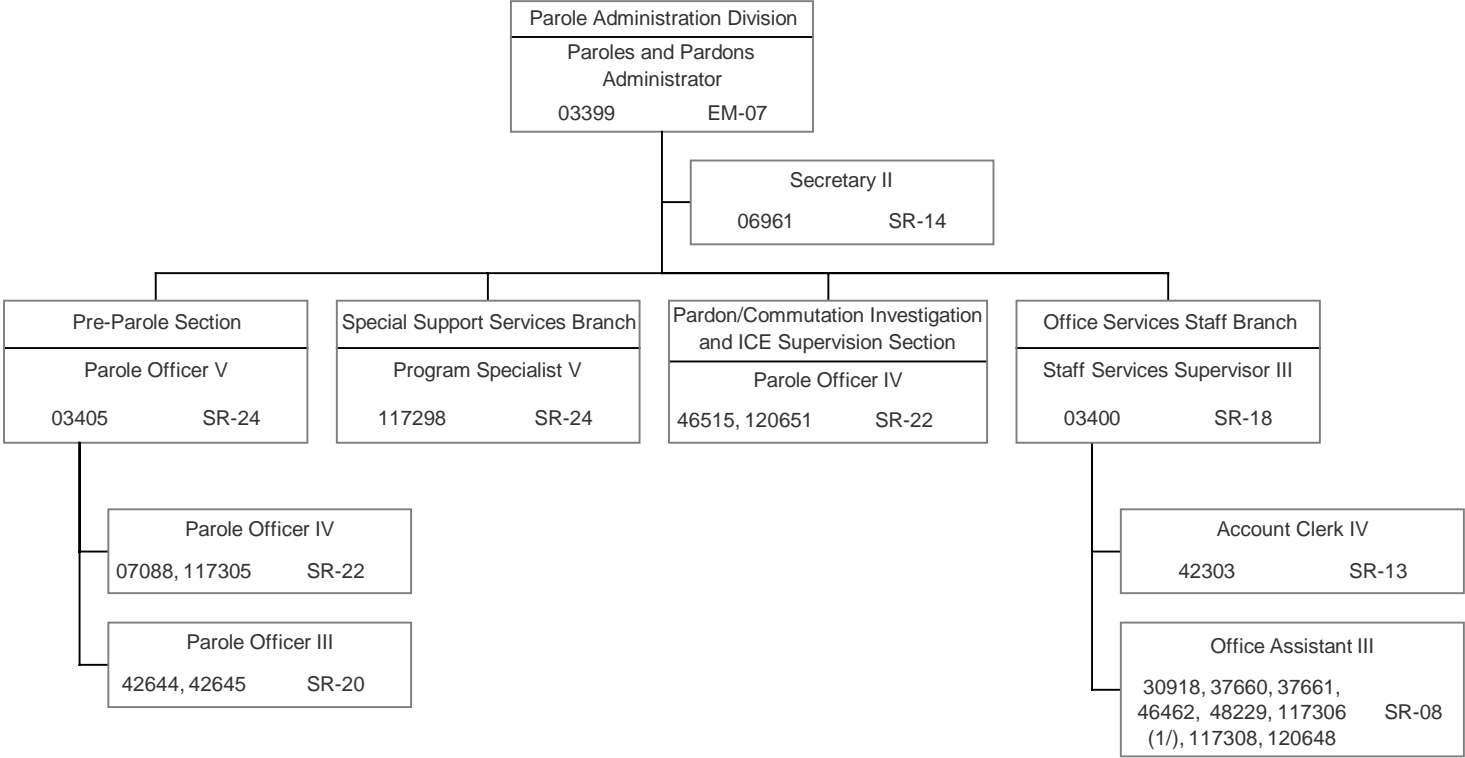 Parole Administration Division
Paroles and Pardons
Administrator
03399 EM-07
Secretary II
06961 SR-14
Pre-Parole Section
Parole Officer V
03405 SR-24
Special Support Services Branch
Program Specialist V
117298 SR-24
Pardon/Commutation Investigation
and ICE Supervision Section
Parole Officer IV
46515, 120651 SR-22
Office Services Staff Branch
Staff Services Supervisor III
03400 SR-18
Parole Officer IV
07088, 117305 SR-22
Parole Officer III
42644, 42645 SR-20
Account Clerk IV
42303 SR-13
Office Assistant III
30918, 37660, 37661,
46462, 48229, 117306 SR-08
(1/), 117308, 120648